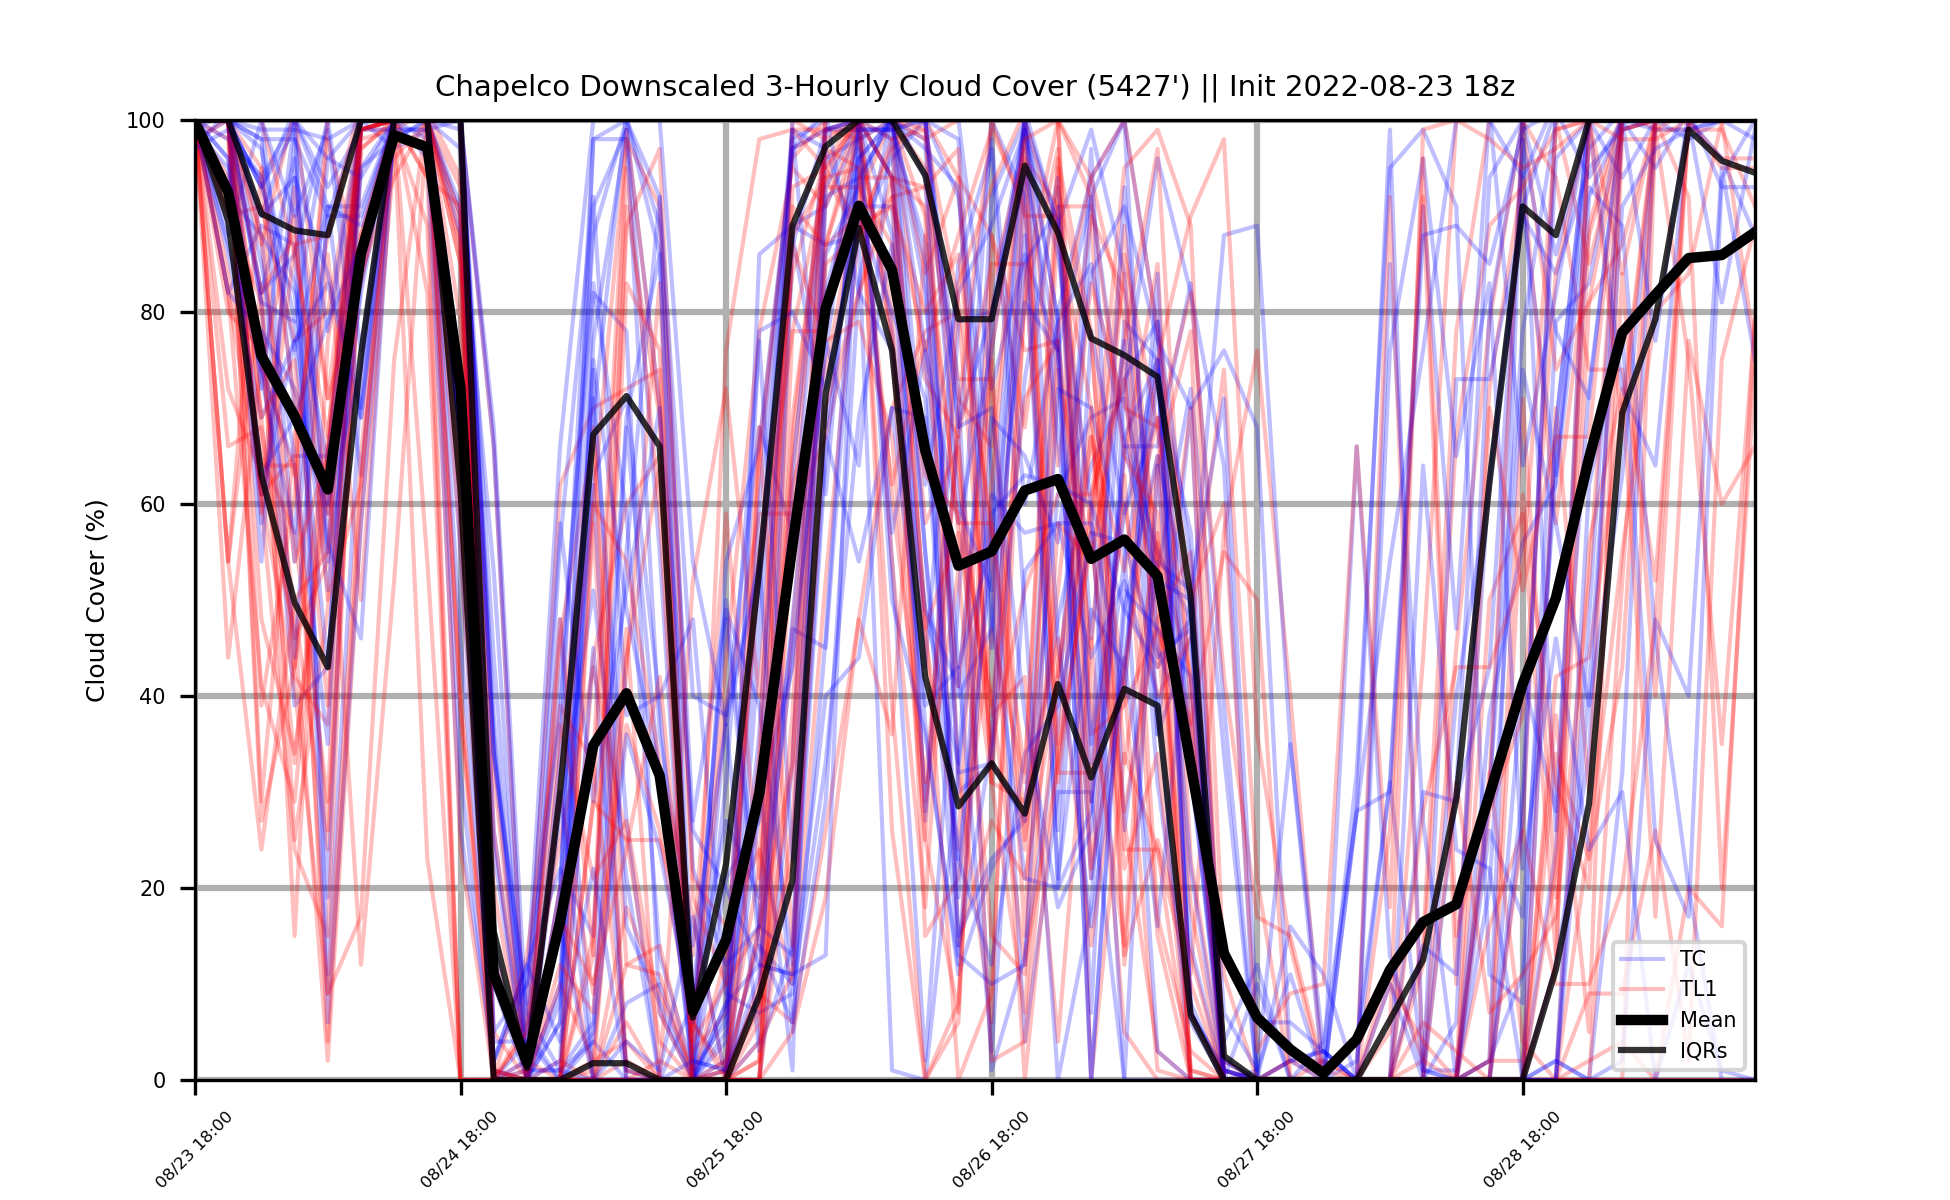 Chapelco Downscaled 3-Hourly Cloud Cover (5427') || Init 2022-08-23 18z
Cloud Cover (%)
100
80
60
40
20
0
TC
TL1
Mean
IQRs
08/23 18:00
08/24 18:00
08/25 18:00
08/26 18:00
08/27 18:00
08/28 18:00